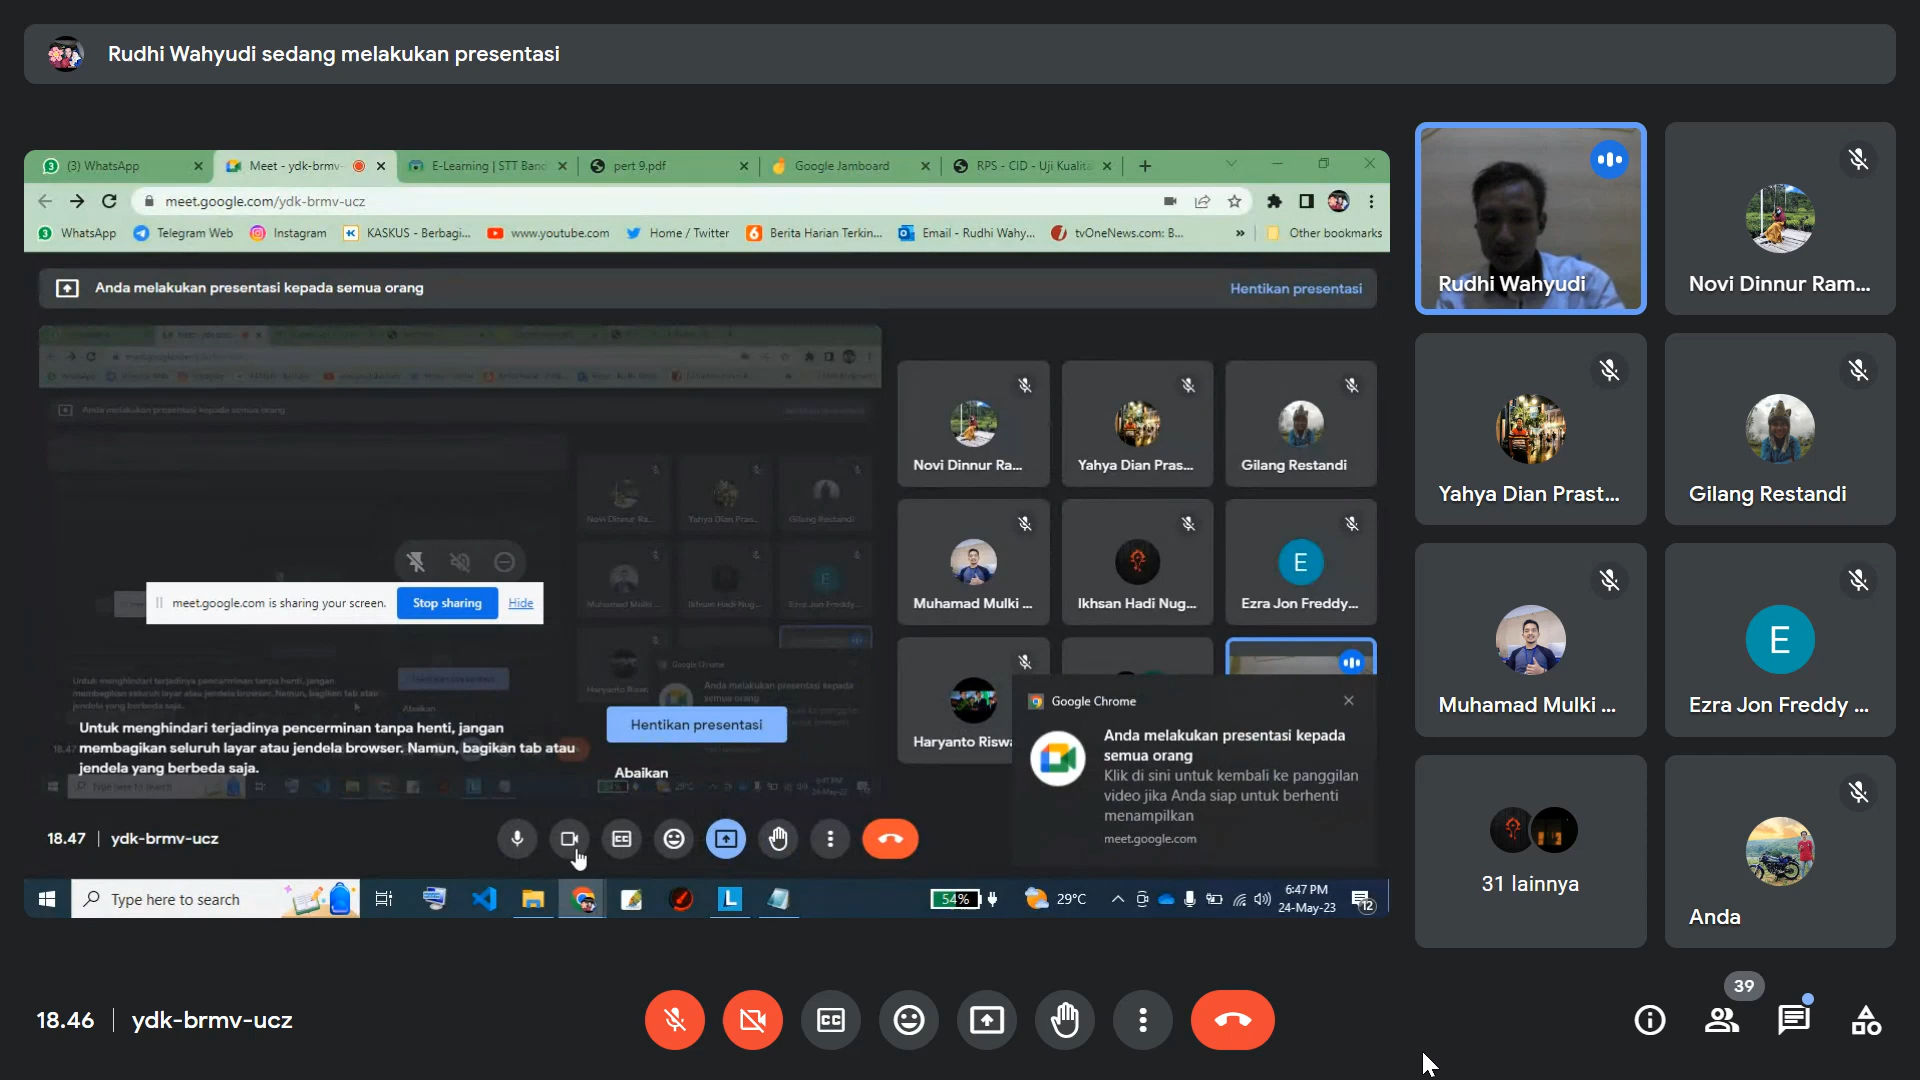 Rudhi Wahyudi sedang melakukan presentasi
(3) WhatsApp
Meet - ydk-brmv-
E-Learning | STT Band
pert 9.pdf
Google Jamboard
RPS - CID - Uji Kualita
meet.google.com/ydk-brmv-ucz
WhatsApp
Telegram Web
Instagram
KASKUS - Berbagi...
www.youtube.com
Home / Twitter
Berita Harian Terkin...
Email - Rudhi Wahy...
tvOneNews.com: B...
»
Other bookmarks
Anda melakukan presentasi kepada semua orang
Hentikan presentasi
Novi Dinnur Ra...
Yahya Dian Pras...
Gilang Restandi
Muhamad Mulki ...
Ikhsan Hadi Nug...
E
Ezra Jon Freddy...
Haryanto Riswa
meet.google.com is sharing your screen.
Stop sharing
Hide
Untuk menghindari terjadinya pencerminan tanpa henti, jangan
membagikan seluruh layar atau jendela browser. Namun, bagikan tab atau
jendela yang berbeda saja.
Hentikan presentasi
Abaikan
Google Chrome
Anda melakukan presentasi kepada
semua orang
Klik di sini untuk kembali ke panggilan
video jika Anda siap untuk berhenti
menampilkan
meet.google.com
18.47 | ydk-brmv-ucz
Type here to search
54%
29°C
6:47 PM
24-May-23
12
Rudhi Wahyudi
Novi Dinnur Ram...
Yahya Dian Prast...
Gilang Restandi
Muhamad Mulki ...
E
Ezra Jon Freddy ...
31 lainnya
Anda
18.46 | ydk-brmv-ucz
39